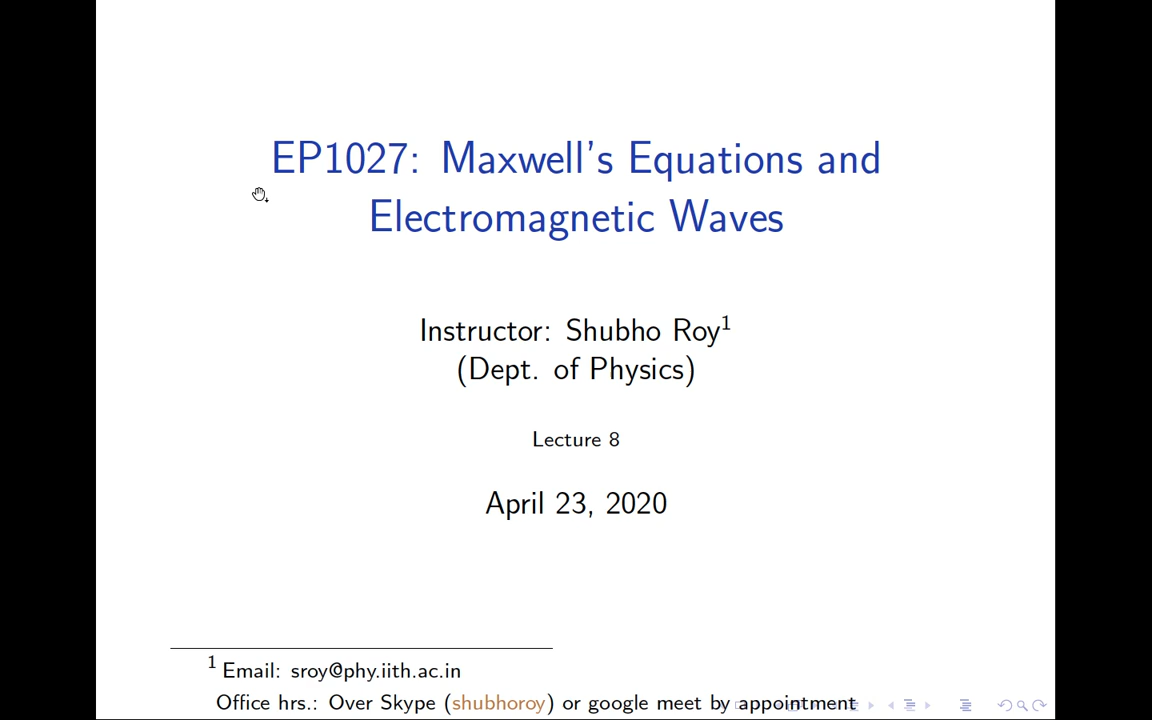 EP1027: Maxwell's Equations and
Electromagnetic Waves
Instructor: Shubho Roy¹
(Dept. of Physics)
Lecture 8
April 23, 2020
¹ Email: sroy@phy.iith.ac.in
Office hrs.: Over Skype (shubhoroy) or google meet by appointment